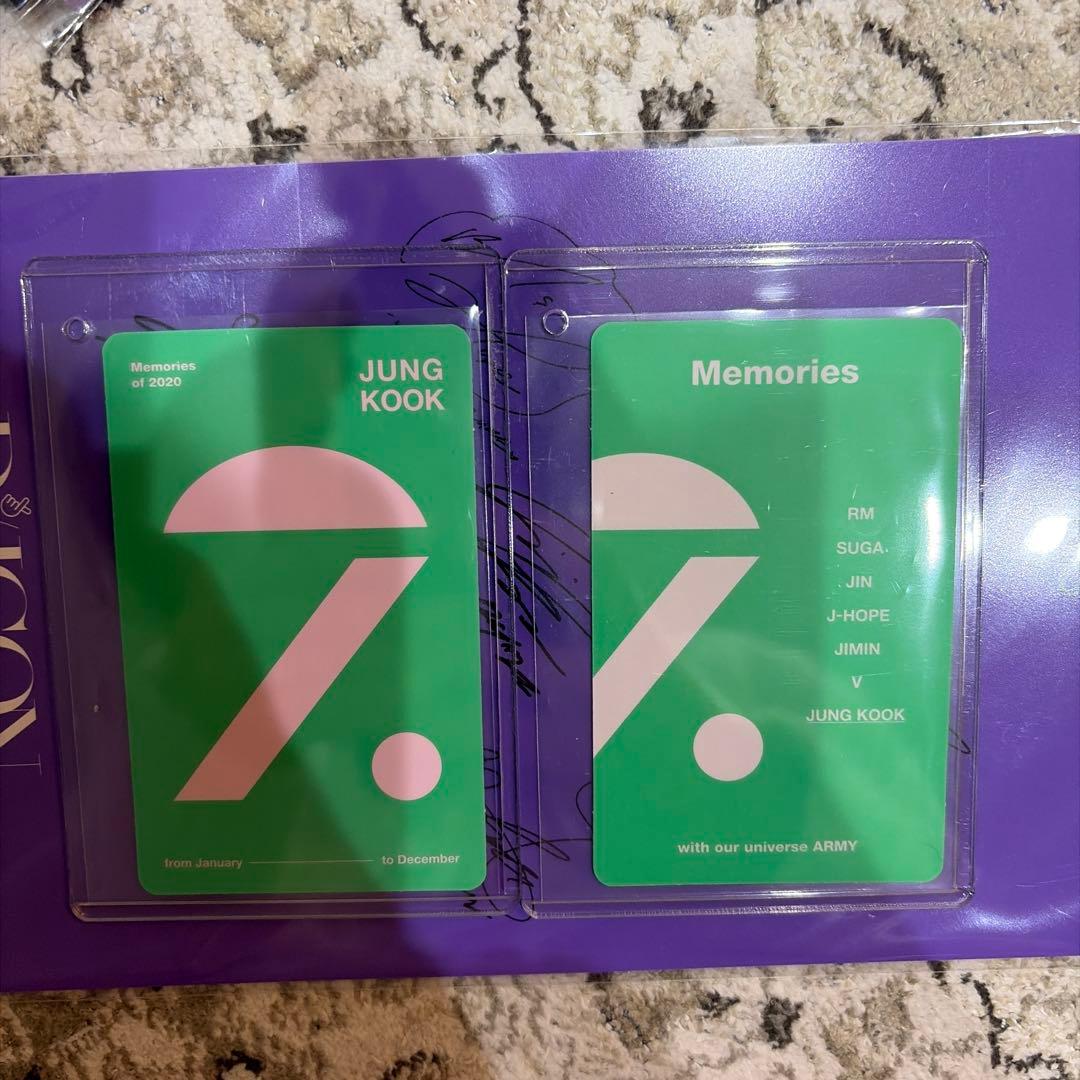 Memories
of 2020
JUNG
KOOK
from January
to December
Memories
RM
SUGA
JIN
J-HOPE
JIMIN
V
JUNG KOOK
with our universe ARMY